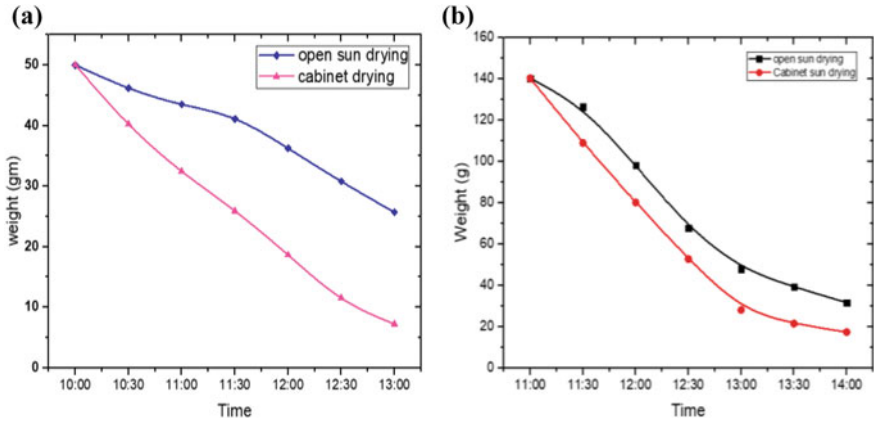 (a)
open sun drying
cabinet drying
50
40
30
20
10
0
weight (gm)
10:00 10:30 11:00 11:30 12:00 12:30 13:00
Time
(b)
open sun drying
Cabinet sun drying
160
140
120
100
80
60
40
20
0
Weight (g)
11:00 11:30 12:00 12:30 13:00 13:30 14:00
Time